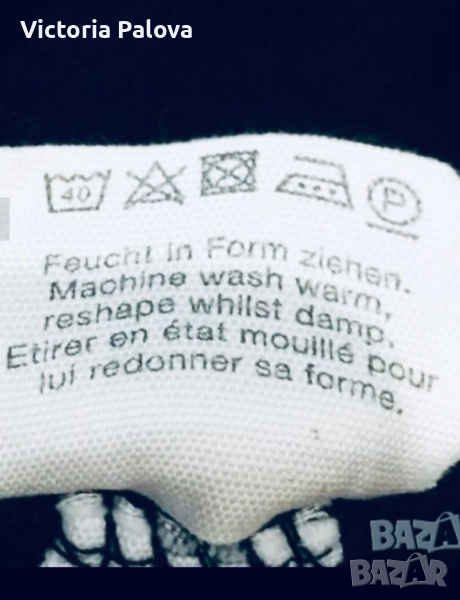 Victoria Palova
40
P
Feucht in Form ziehen.
Machine wash warm,
reshape whilst damp.
Etirer en état mouillé pour
lui redonner sa forme.
BAZAR
BAZAR